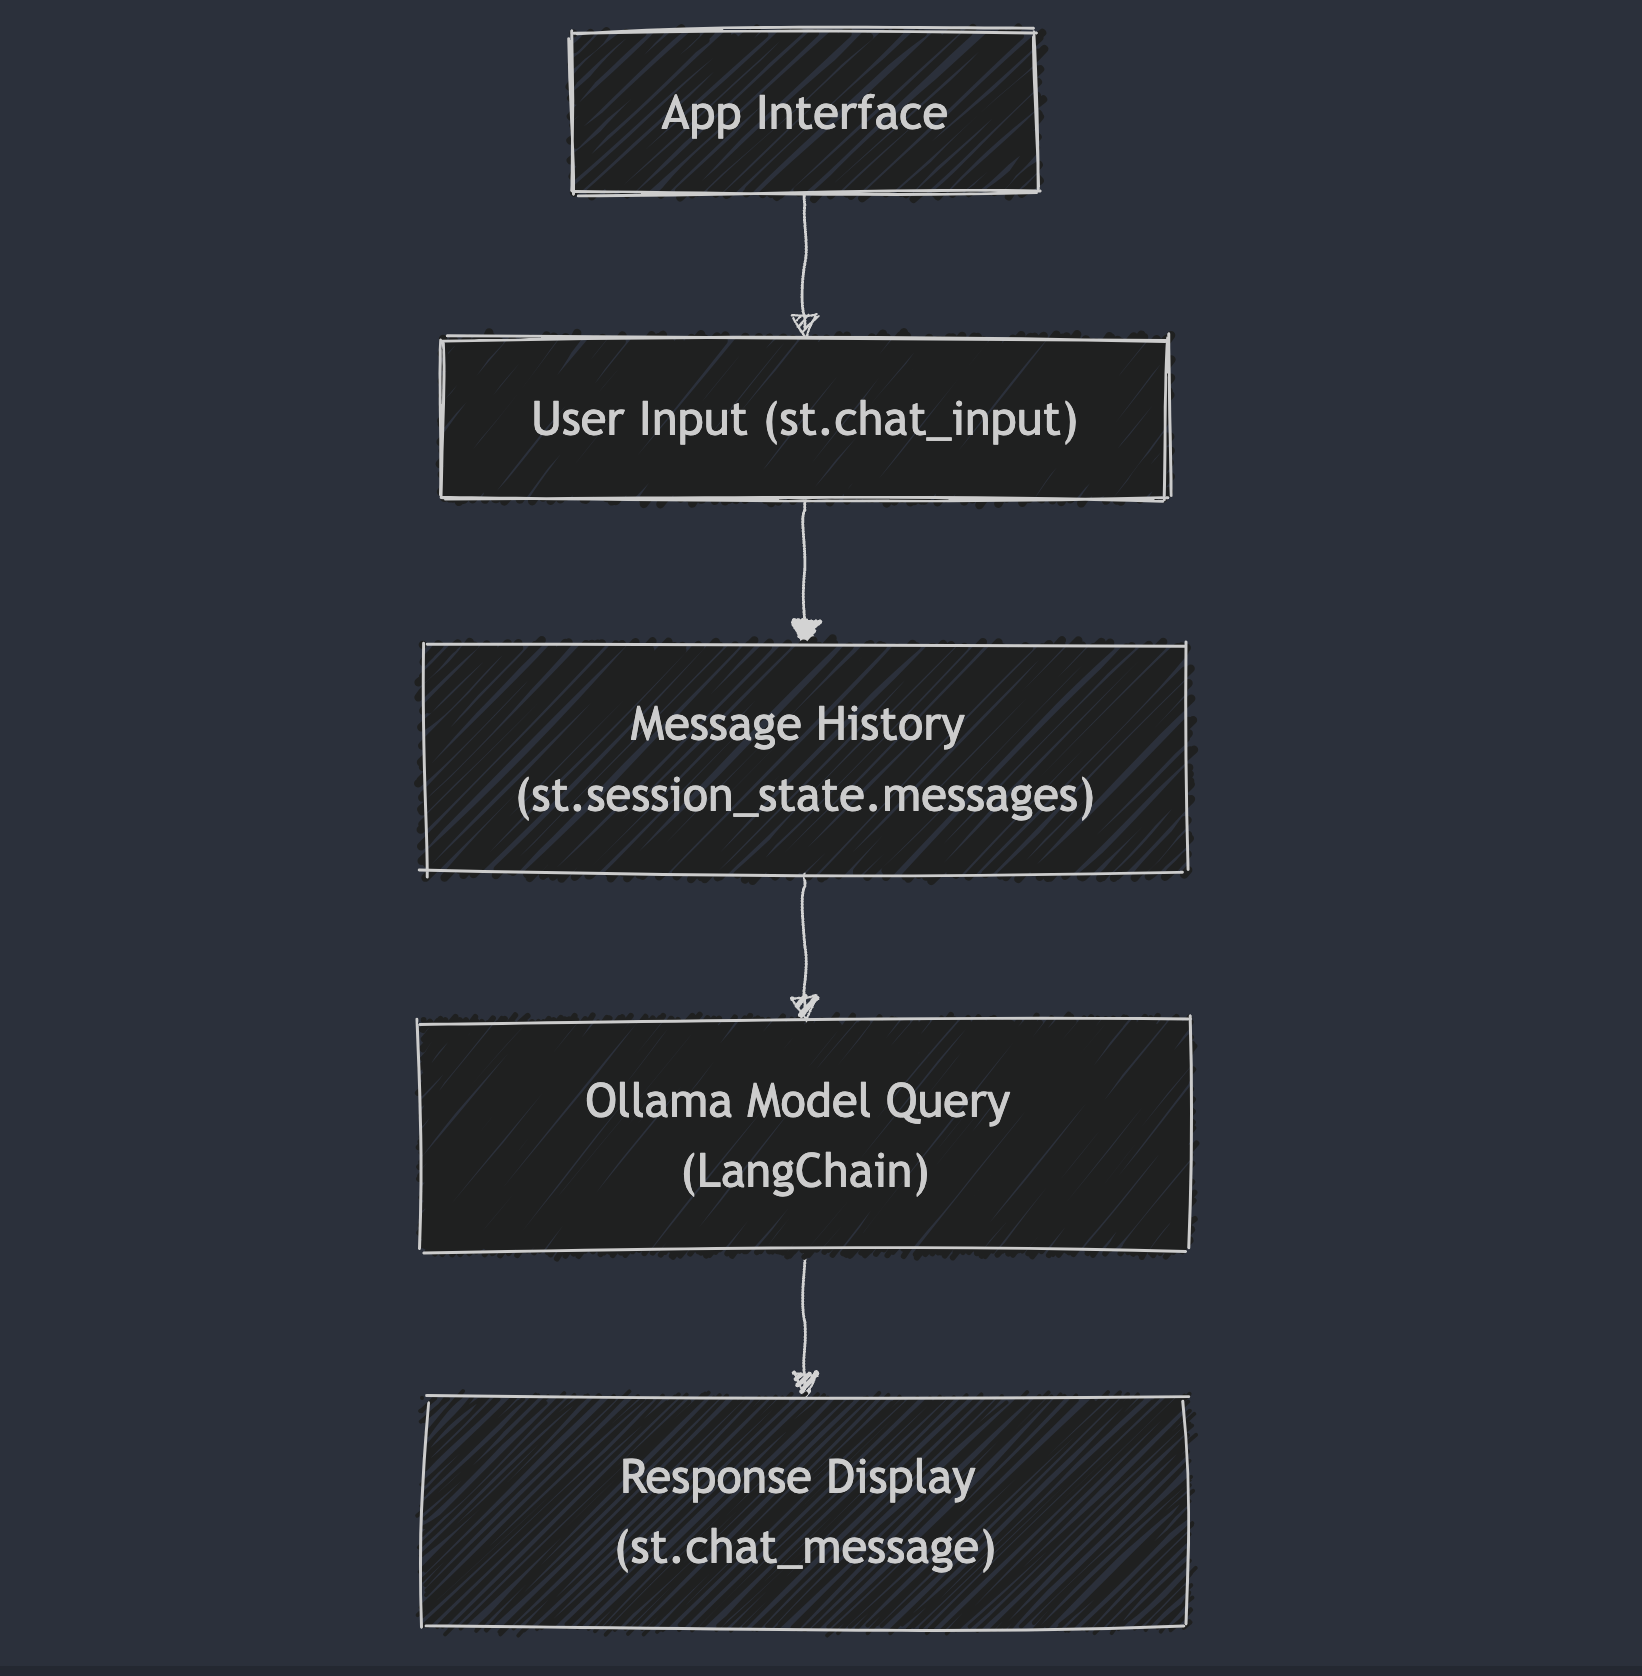 App Interface
User Input (st.chat_input)
Message History
(st.session_state.messages)
Ollama Model Query
(LangChain)
Response Display
(st.chat_message)